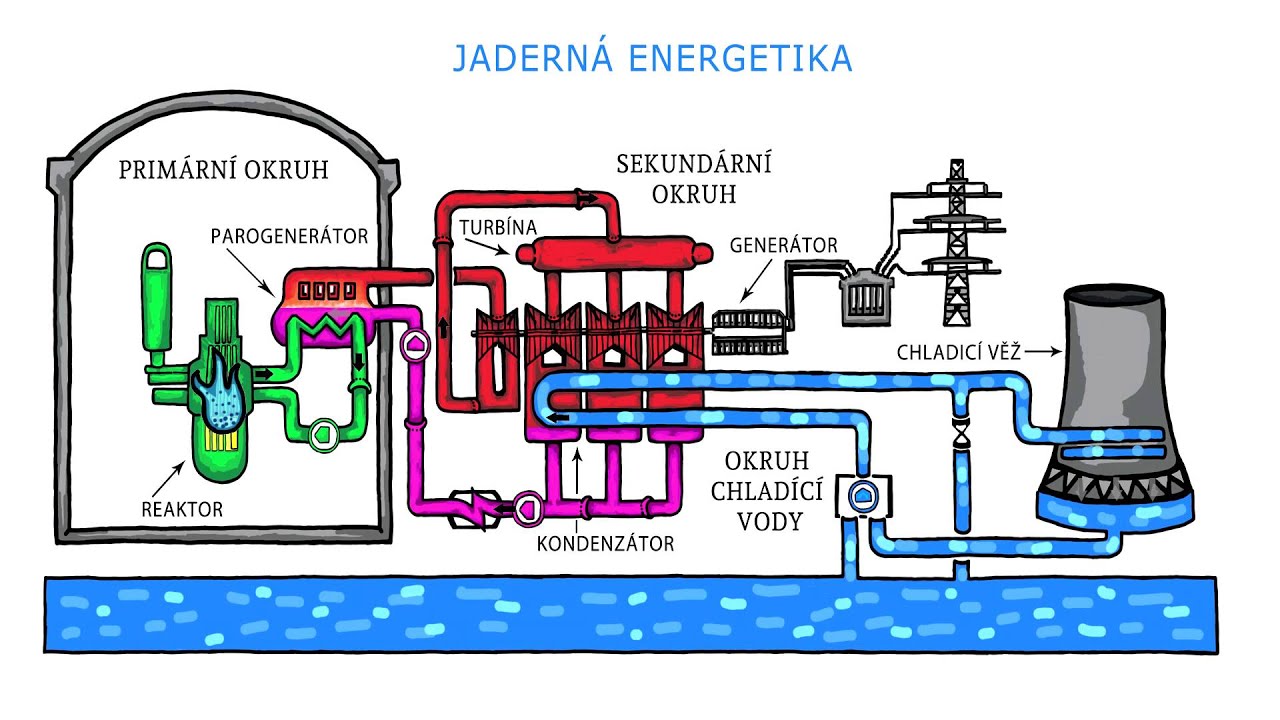 JADERNÁ ENERGETIKA
PRIMÁRNÍ OKRUH
SEKUNDÁRNÍ
OKRUH
PAROGENERÁTOR
TURBÍNA
GENERÁTOR
CHLADICÍ VĚŽ
REAKTOR
OKRUH
CHLADÍCÍ
VODY
KONDENZÁTOR